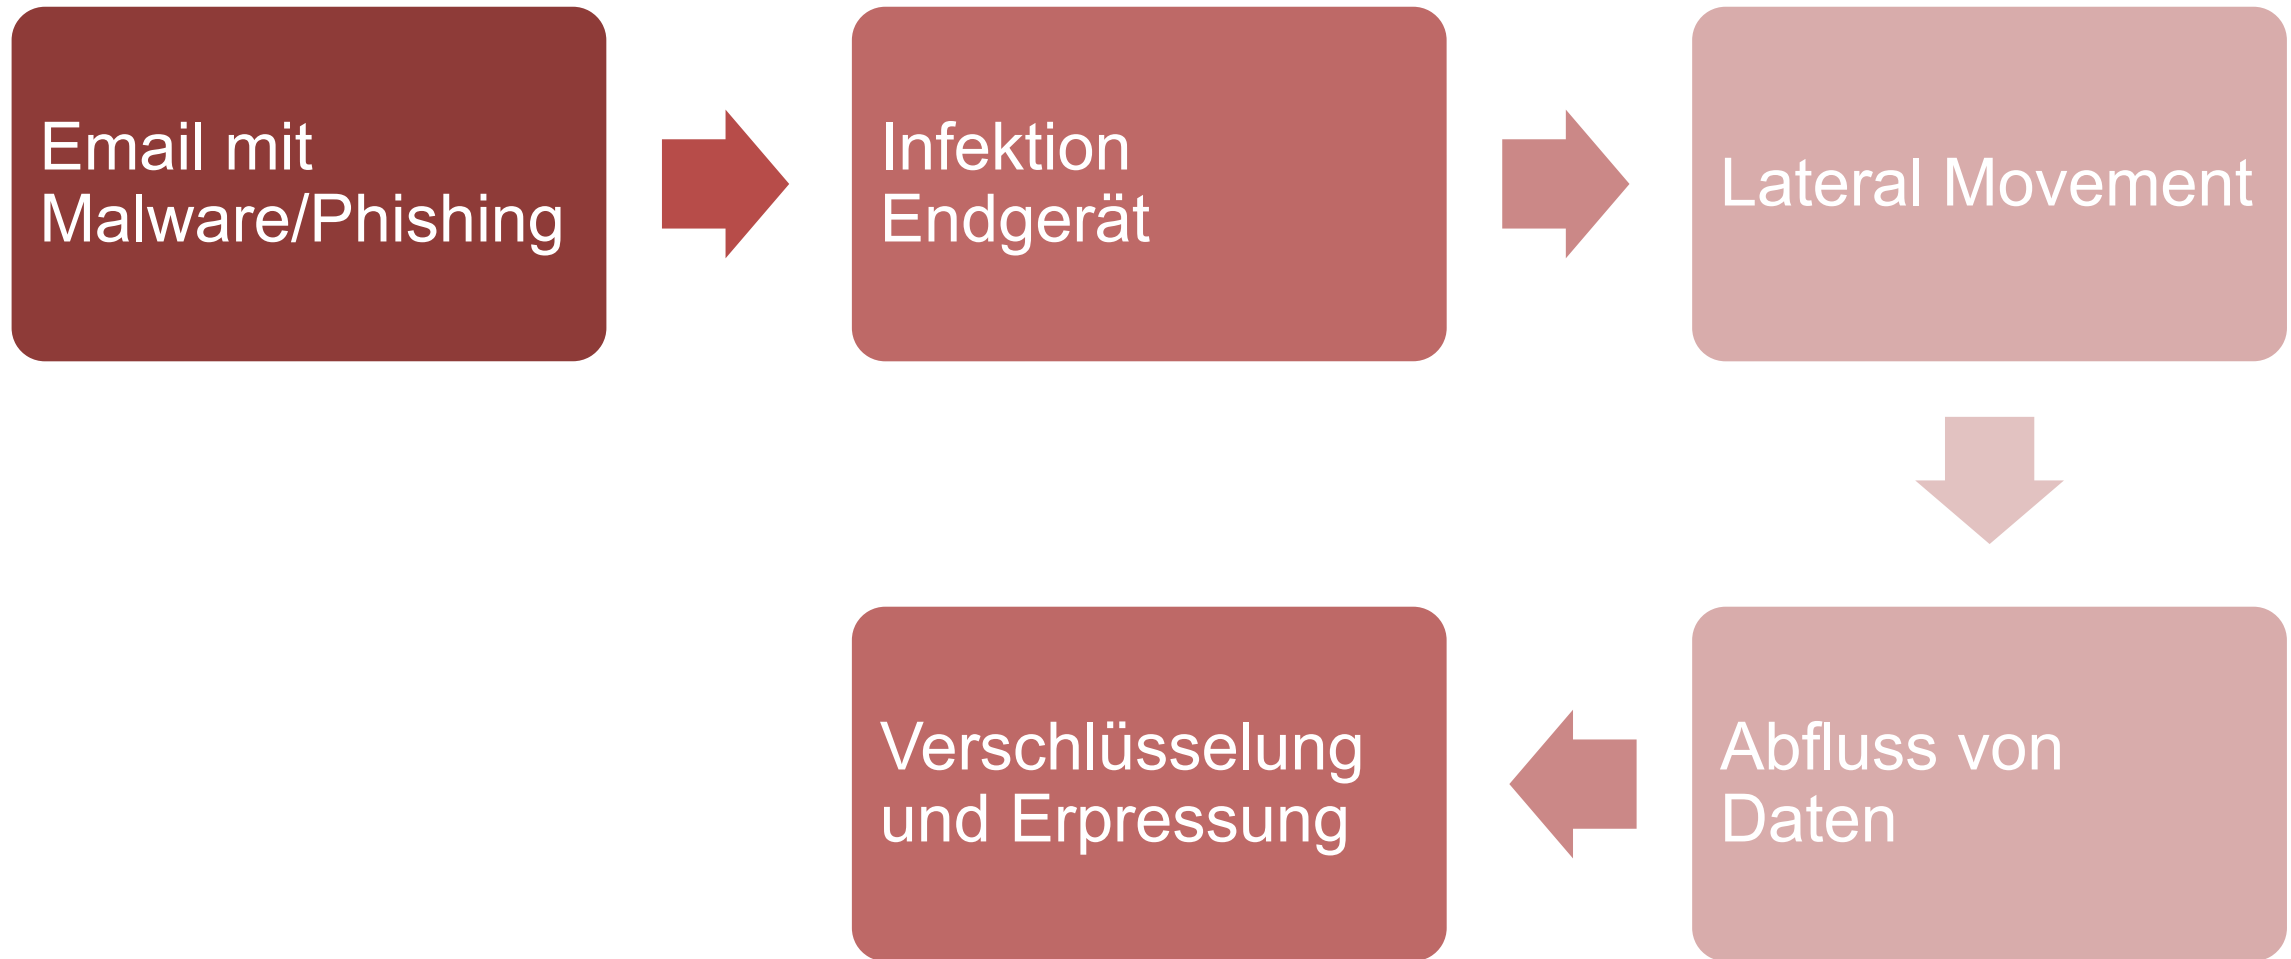 Email mit
Malware/Phishing
Infektion
Endgerät
Lateral Movement
Abfluss von
Daten
Verschlüsselung
und Erpressung